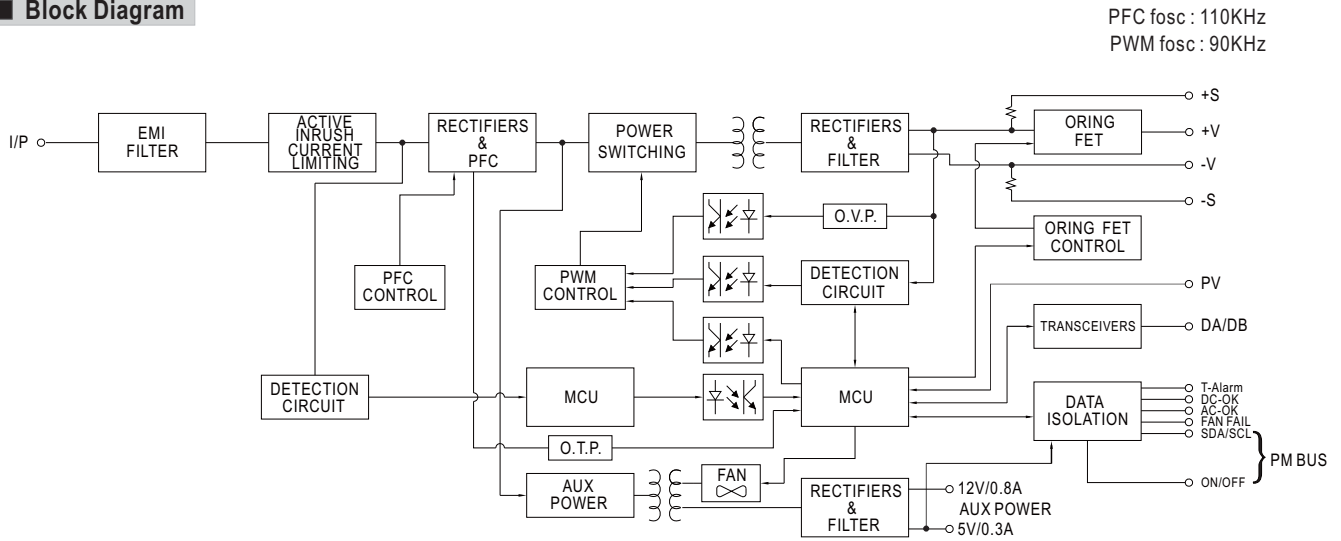 Block Diagram
PFC fosc : 110KHz
PWM fosc : 90KHz
I/P
EMI
FILTER
ACTIVE
INRUSH
CURRENT
LIMITING
RECTIFIERS
&
PFC
POWER
SWITCHING
RECTIFIERS
&
FILTER
ORING
FET
+S
+V
-V
-S
O.V.P.
ORING FET
CONTROL
PFC
CONTROL
PWM
CONTROL
DETECTION
CIRCUIT
PV
TRANSCEIVERS
DA/DB
DETECTION
CIRCUIT
MCU
MCU
DATA
ISOLATION
T-Alarm
DC-OK
AC-OK
FAN FAIL
SDA/SCL
PM BUS
ON/OFF
O.T.P.
AUX
POWER
FAN
RECTIFIERS
&
FILTER
12V/0.8A
AUX POWER
5V/0.3A